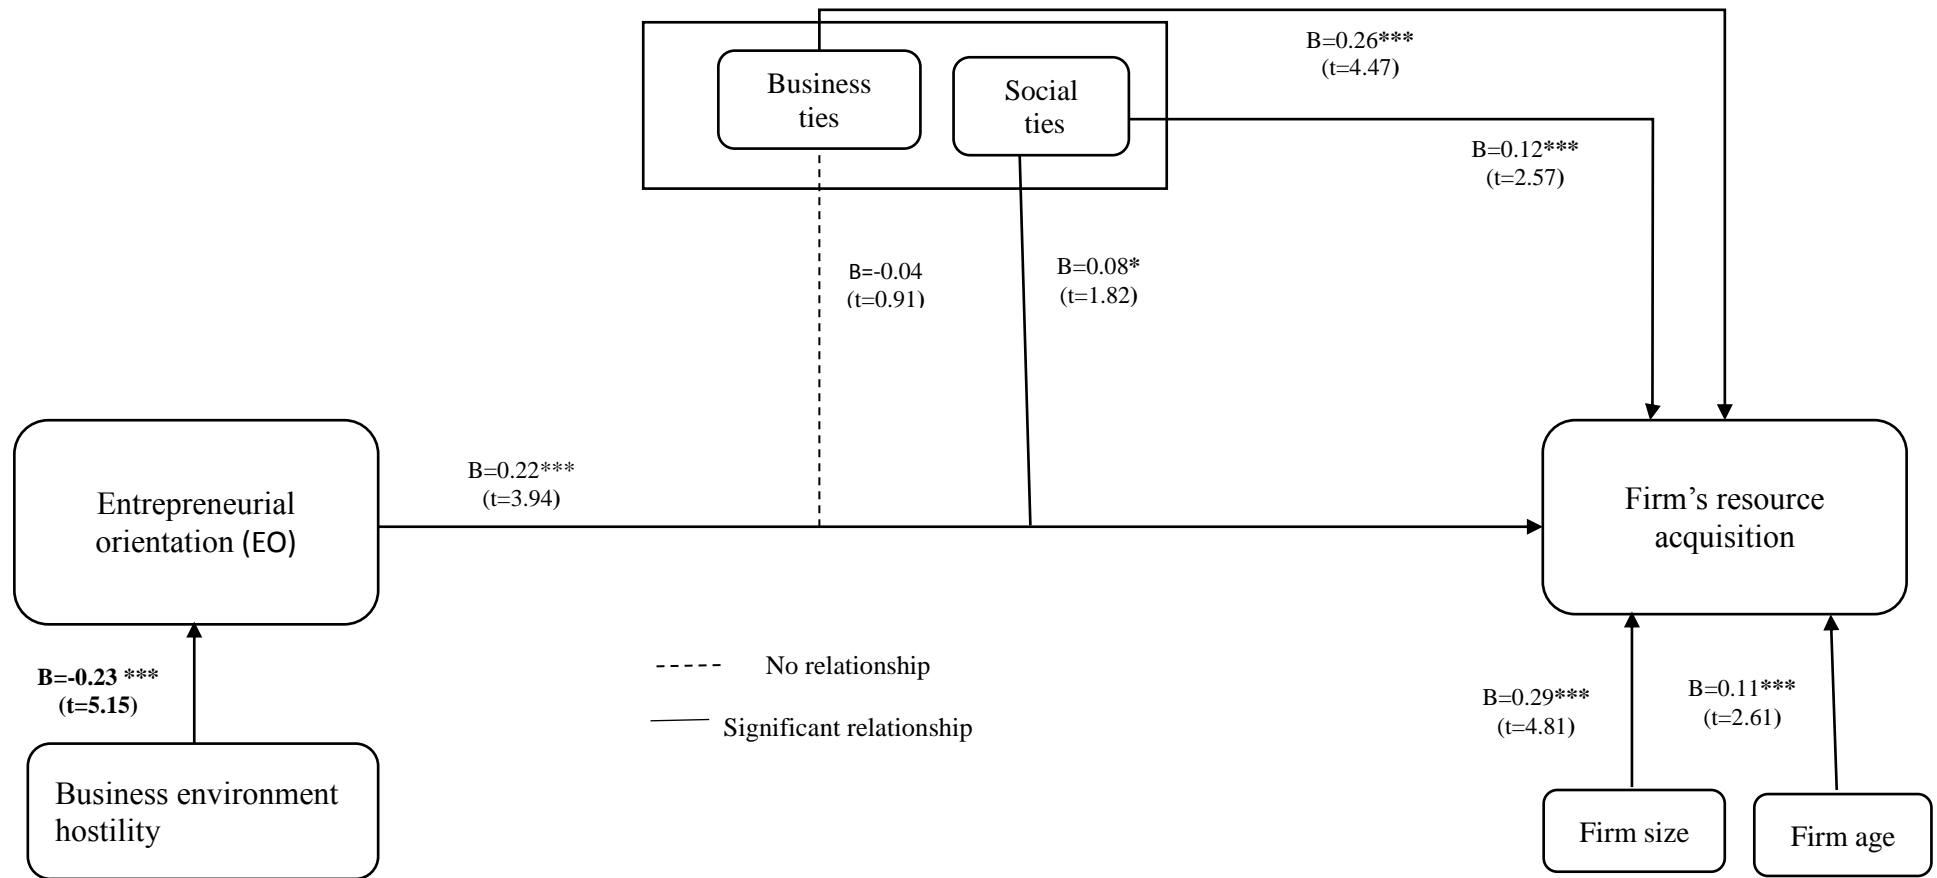 B=0.26***
(t=4.47)
Business
ties
Social
ties
B=0.12***
(t=2.57)
B=-0.04
(t=0.91)
B=0.08*
(t=1.82)
B=0.22***
(t=3.94)
Entrepreneurial
orientation (EO)
Firm’s resource
acquisition
B=-0.23 ***
(t=5.15)
No relationship
Significant relationship
B=0.29***
(t=4.81)
B=0.11***
(t=2.61)
Business environment
hostility
Firm size
Firm age